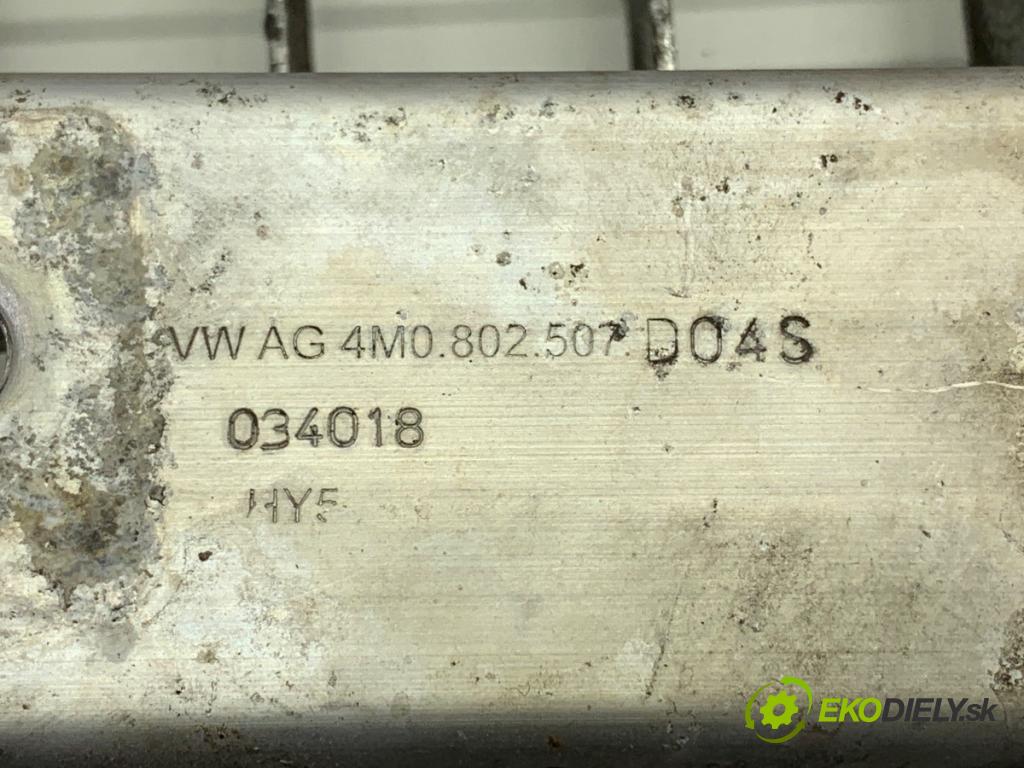 VW AG 4M0.802.507. D04S
034018
HY5
EKODIELY.sk